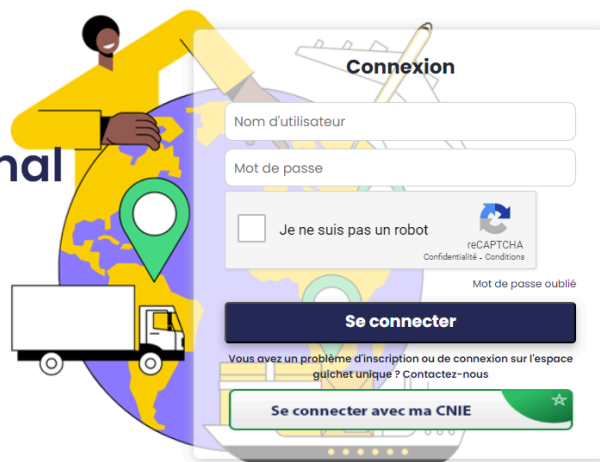 Connexion
nal
Nom d'utilisateur
Mot de passe
Je ne suis pas un robot
reCAPTCHA
Confidentialité - Conditions
Mot de passe oublié
Se connecter
Vous avez un problème d'inscription ou de connexion sur l'espace
guichet unique ? Contactez-nous
Se connecter avec ma CNIE